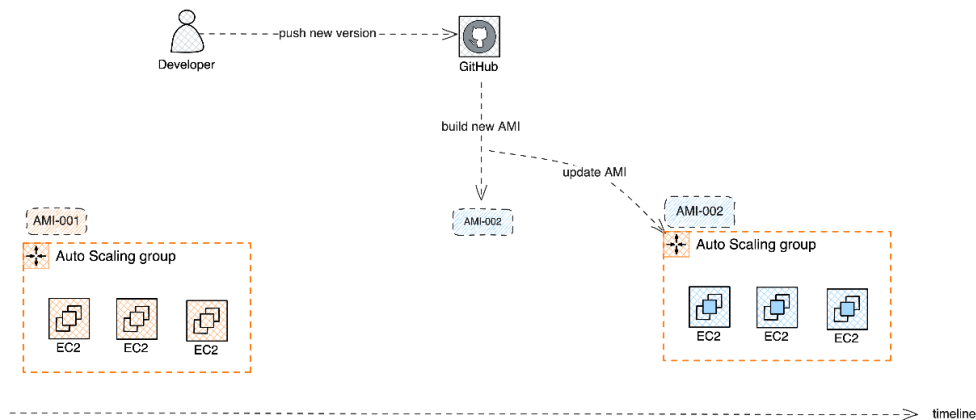 push new version
Developer
GitHub
build new AMI
update AMI
AMI-001
AMI-002
AMI-002
Auto Scaling group
Auto Scaling group
EC2
EC2
EC2
EC2
EC2
EC2
timeline